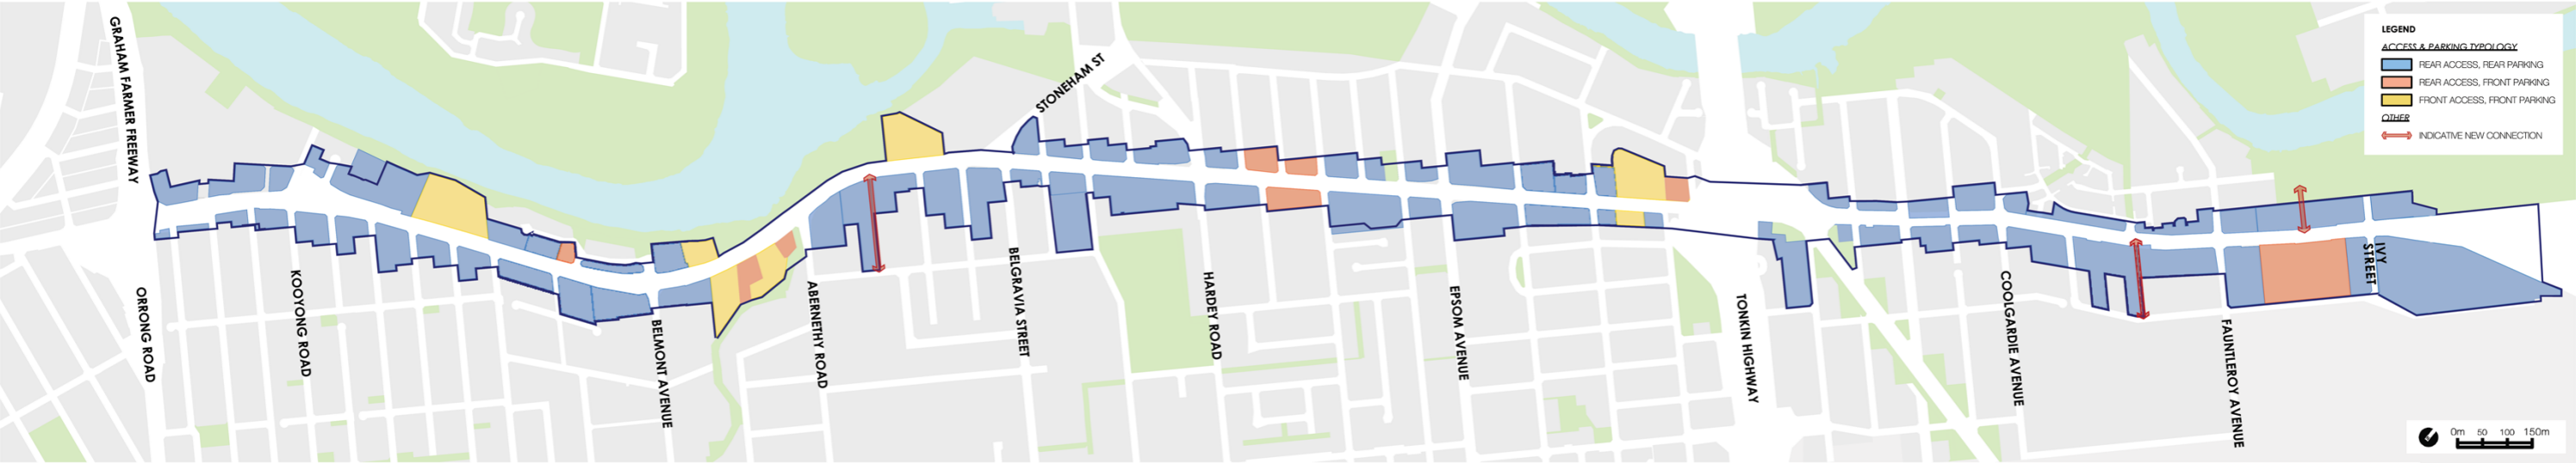 GRAHAM FARMER FREEWAY
ORRONG ROAD
KOOYONG ROAD
BELMONT AVENUE
ABERNETHY ROAD
STONEHAM ST
BELGRAVIA STREET
HARDEY ROAD
EPSOM AVENUE
TONKIN HIGHWAY
COOLGARDIE AVENUE
FAUNTLEROY AVENUE
IVY
STREET
LEGEND
ACCESS & PARKING TYPOLOGY
REAR ACCESS, REAR PARKING
REAR ACCESS, FRONT PARKING
FRONT ACCESS, FRONT PARKING
OTHER
INDICATIVE NEW CONNECTION
0m 50 100 150m